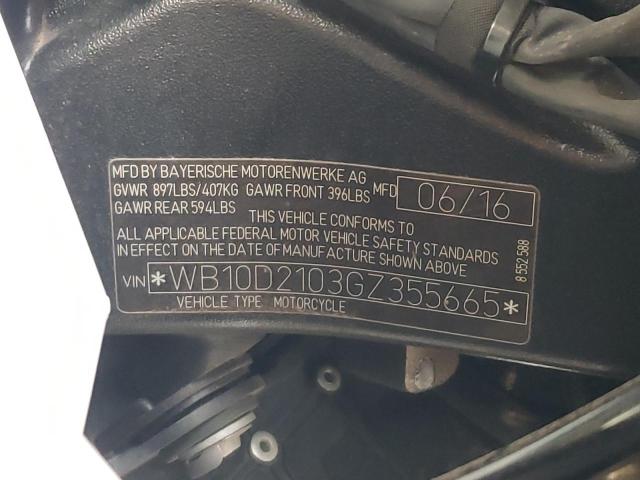 MFD BY BAYERISCHE MOTORENWERKE AG
GVWR 897LBS/407KG GAWR FRONT 396LBS MFD 06/16
GAWR REAR 594LBS
THIS VEHICLE CONFORMS TO
ALL APPLICABLE FEDERAL MOTOR VEHICLE SAFETY STANDARDS
IN EFFECT ON THE DATE OF MANUFACTURE SHOWN ABOVE
VIN *WB10D2103GZ355665*
VEHICLE TYPE MOTORCYCLE
8 552 588